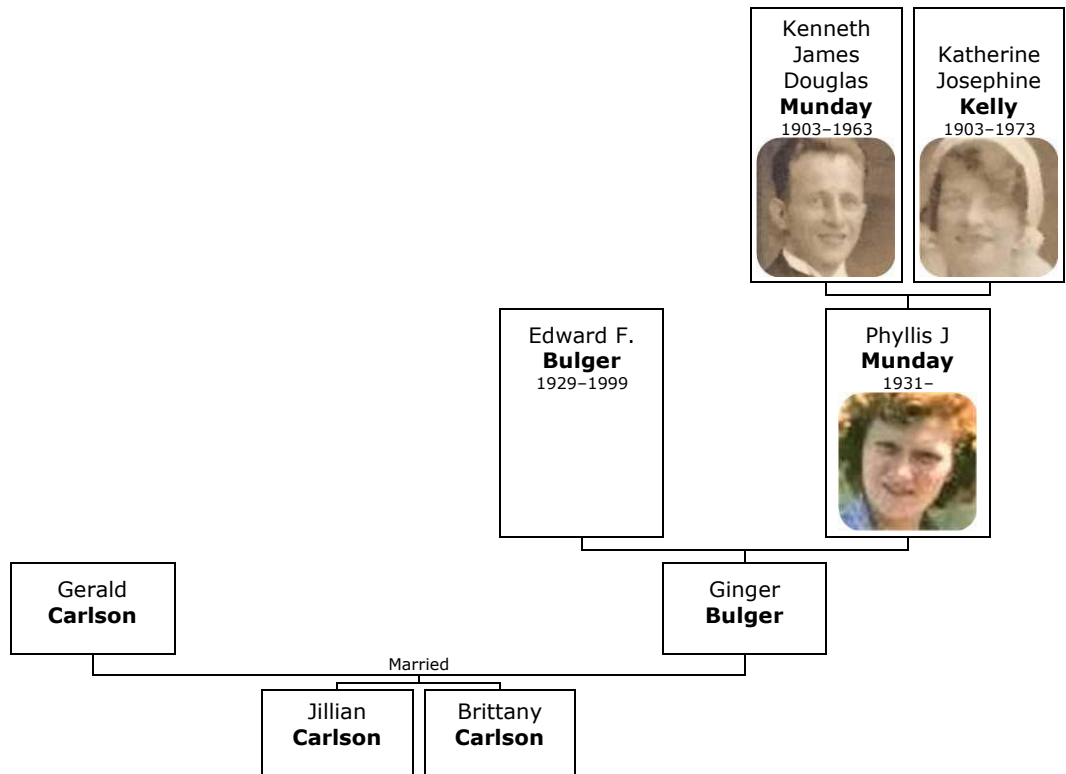 Kenneth
James
Douglas
Munday
1903–1963
Katherine
Josephine
Kelly
1903–1973
Edward F.
Bulger
1929–1999
Phyllis J
Munday
1931–
Gerald
Carlson
Ginger
Bulger
Married
Jillian
Carlson
Brittany
Carlson